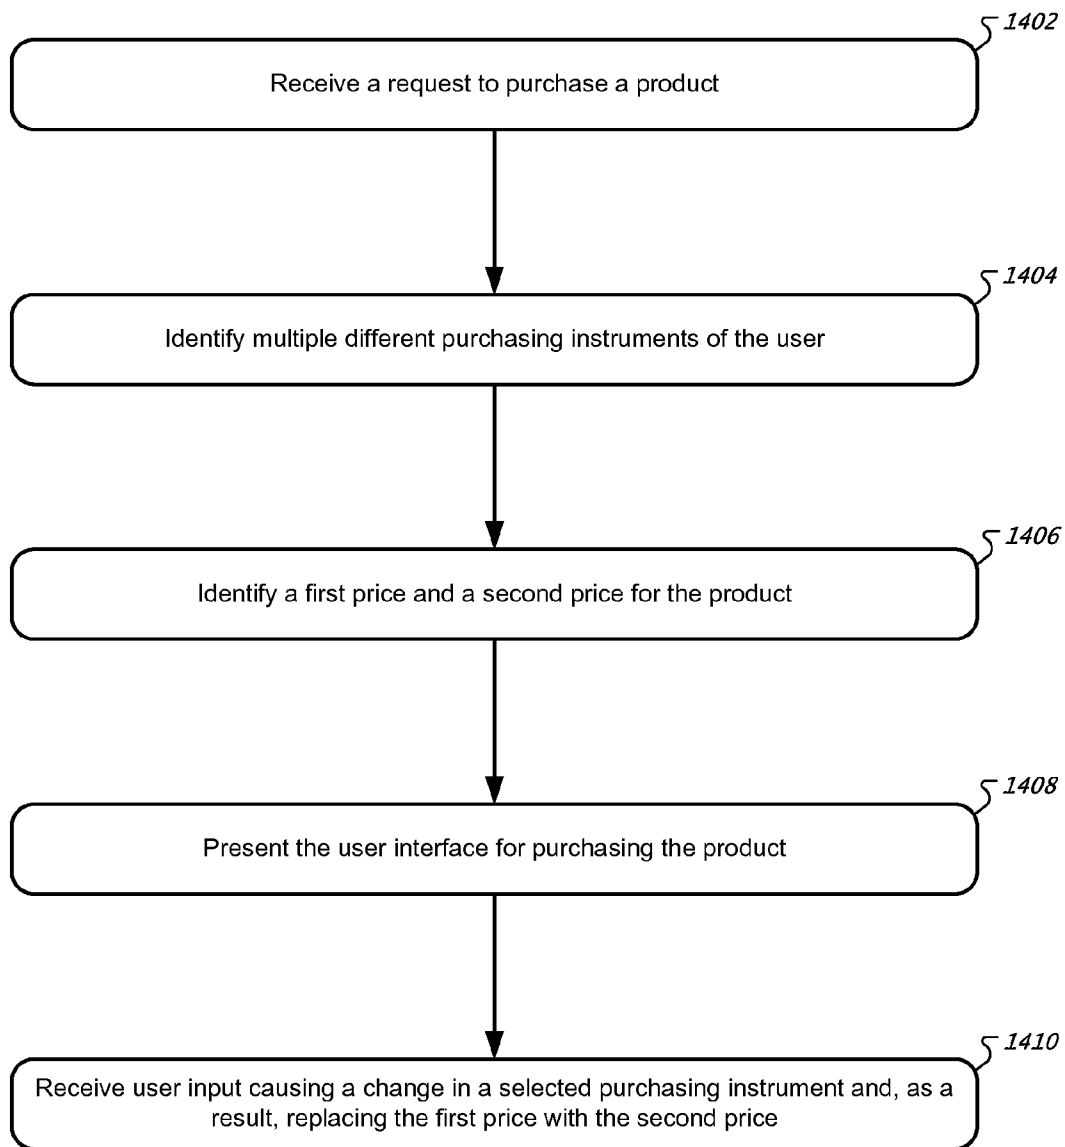 1402
Receive a request to purchase a product
1404
Identify multiple different purchasing instruments of the user
1406
Identify a first price and a second price for the product
1408
Present the user interface for purchasing the product
1410
Receive user input causing a change in a selected purchasing instrument and, as a
result, replacing the first price with the second price